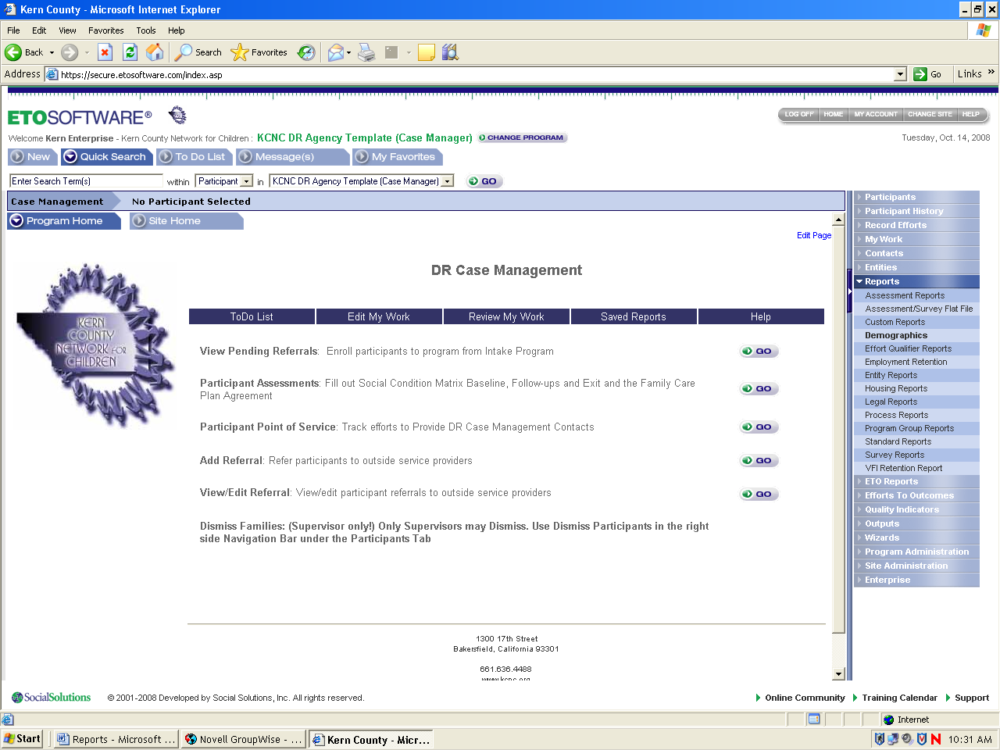 Kern County - Microsoft Internet Explorer
File Edit View Favorites Tools Help
Back Search Favorites
Address https://secure.etosoftware.com/index.asp Go Links »
ETOSOFTWARE®
LOG OFF HOME MY ACCOUNT CHANGE SITE HELP
Welcome Kern Enterprise - Kern County Network for Children : KCNC DR Agency Template (Case Manager) CHANGE PROGRAM
Tuesday, Oct. 14, 2008
New Quick Search To Do List Message(s) My Favorites
Enter Search Term(s) within Participant in KCNC DR Agency Template (Case Manager) GO
Case Management No Participant Selected
Program Home Site Home
Edit Page
KERN
COUNTY
NETWORK FOR
CHILDREN
DR Case Management
ToDo List Edit My Work Review My Work Saved Reports Help
View Pending Referrals: Enroll participants to program from Intake Program GO
Participant Assessments: Fill out Social Condition Matrix Baseline, Follow-ups and Exit and the Family Care
Plan Agreement GO
Participant Point of Service: Track efforts to Provide DR Case Management Contacts GO
Add Referral: Refer participants to outside service providers GO
View/Edit Referral: View/edit participant referrals to outside service providers GO
Dismiss Families: (Supervisor only!) Only Supervisors may Dismiss. Use Dismiss Participants in the right
side Navigation Bar under the Participants Tab
1300 17th Street
Bakersfield, California 93301
661.636.4488
www.kcnc.org
Participants
Participant History
Record Efforts
My Work
Contacts
Entities
Reports
Assessment Reports
Assessment/Survey Flat File
Custom Reports
Demographics
Effort Qualifier Reports
Employment Retention
Entity Reports
Housing Reports
Legal Reports
Process Reports
Program Group Reports
Standard Reports
Survey Reports
VFI Retention Report
ETO Reports
Efforts To Outcomes
Quality Indicators
Outputs
Wizards
Program Administration
Site Administration
Enterprise
SocialSolutions © 2001-2008 Developed by Social Solutions, Inc. All rights reserved.
Online Community Training Calendar Support
Internet
Start Reports - Microsoft ... Novell GroupWise - ... Kern County - Micr... 10:31 AM